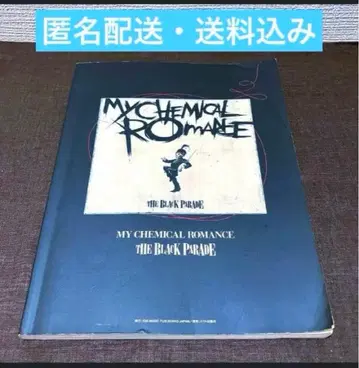 匿名配送・送料込み
MY CHEMICAL
ROMANCE
THE BLACK PARADE
MY CHEMICAL ROMANCE
THE BLACK PARADE